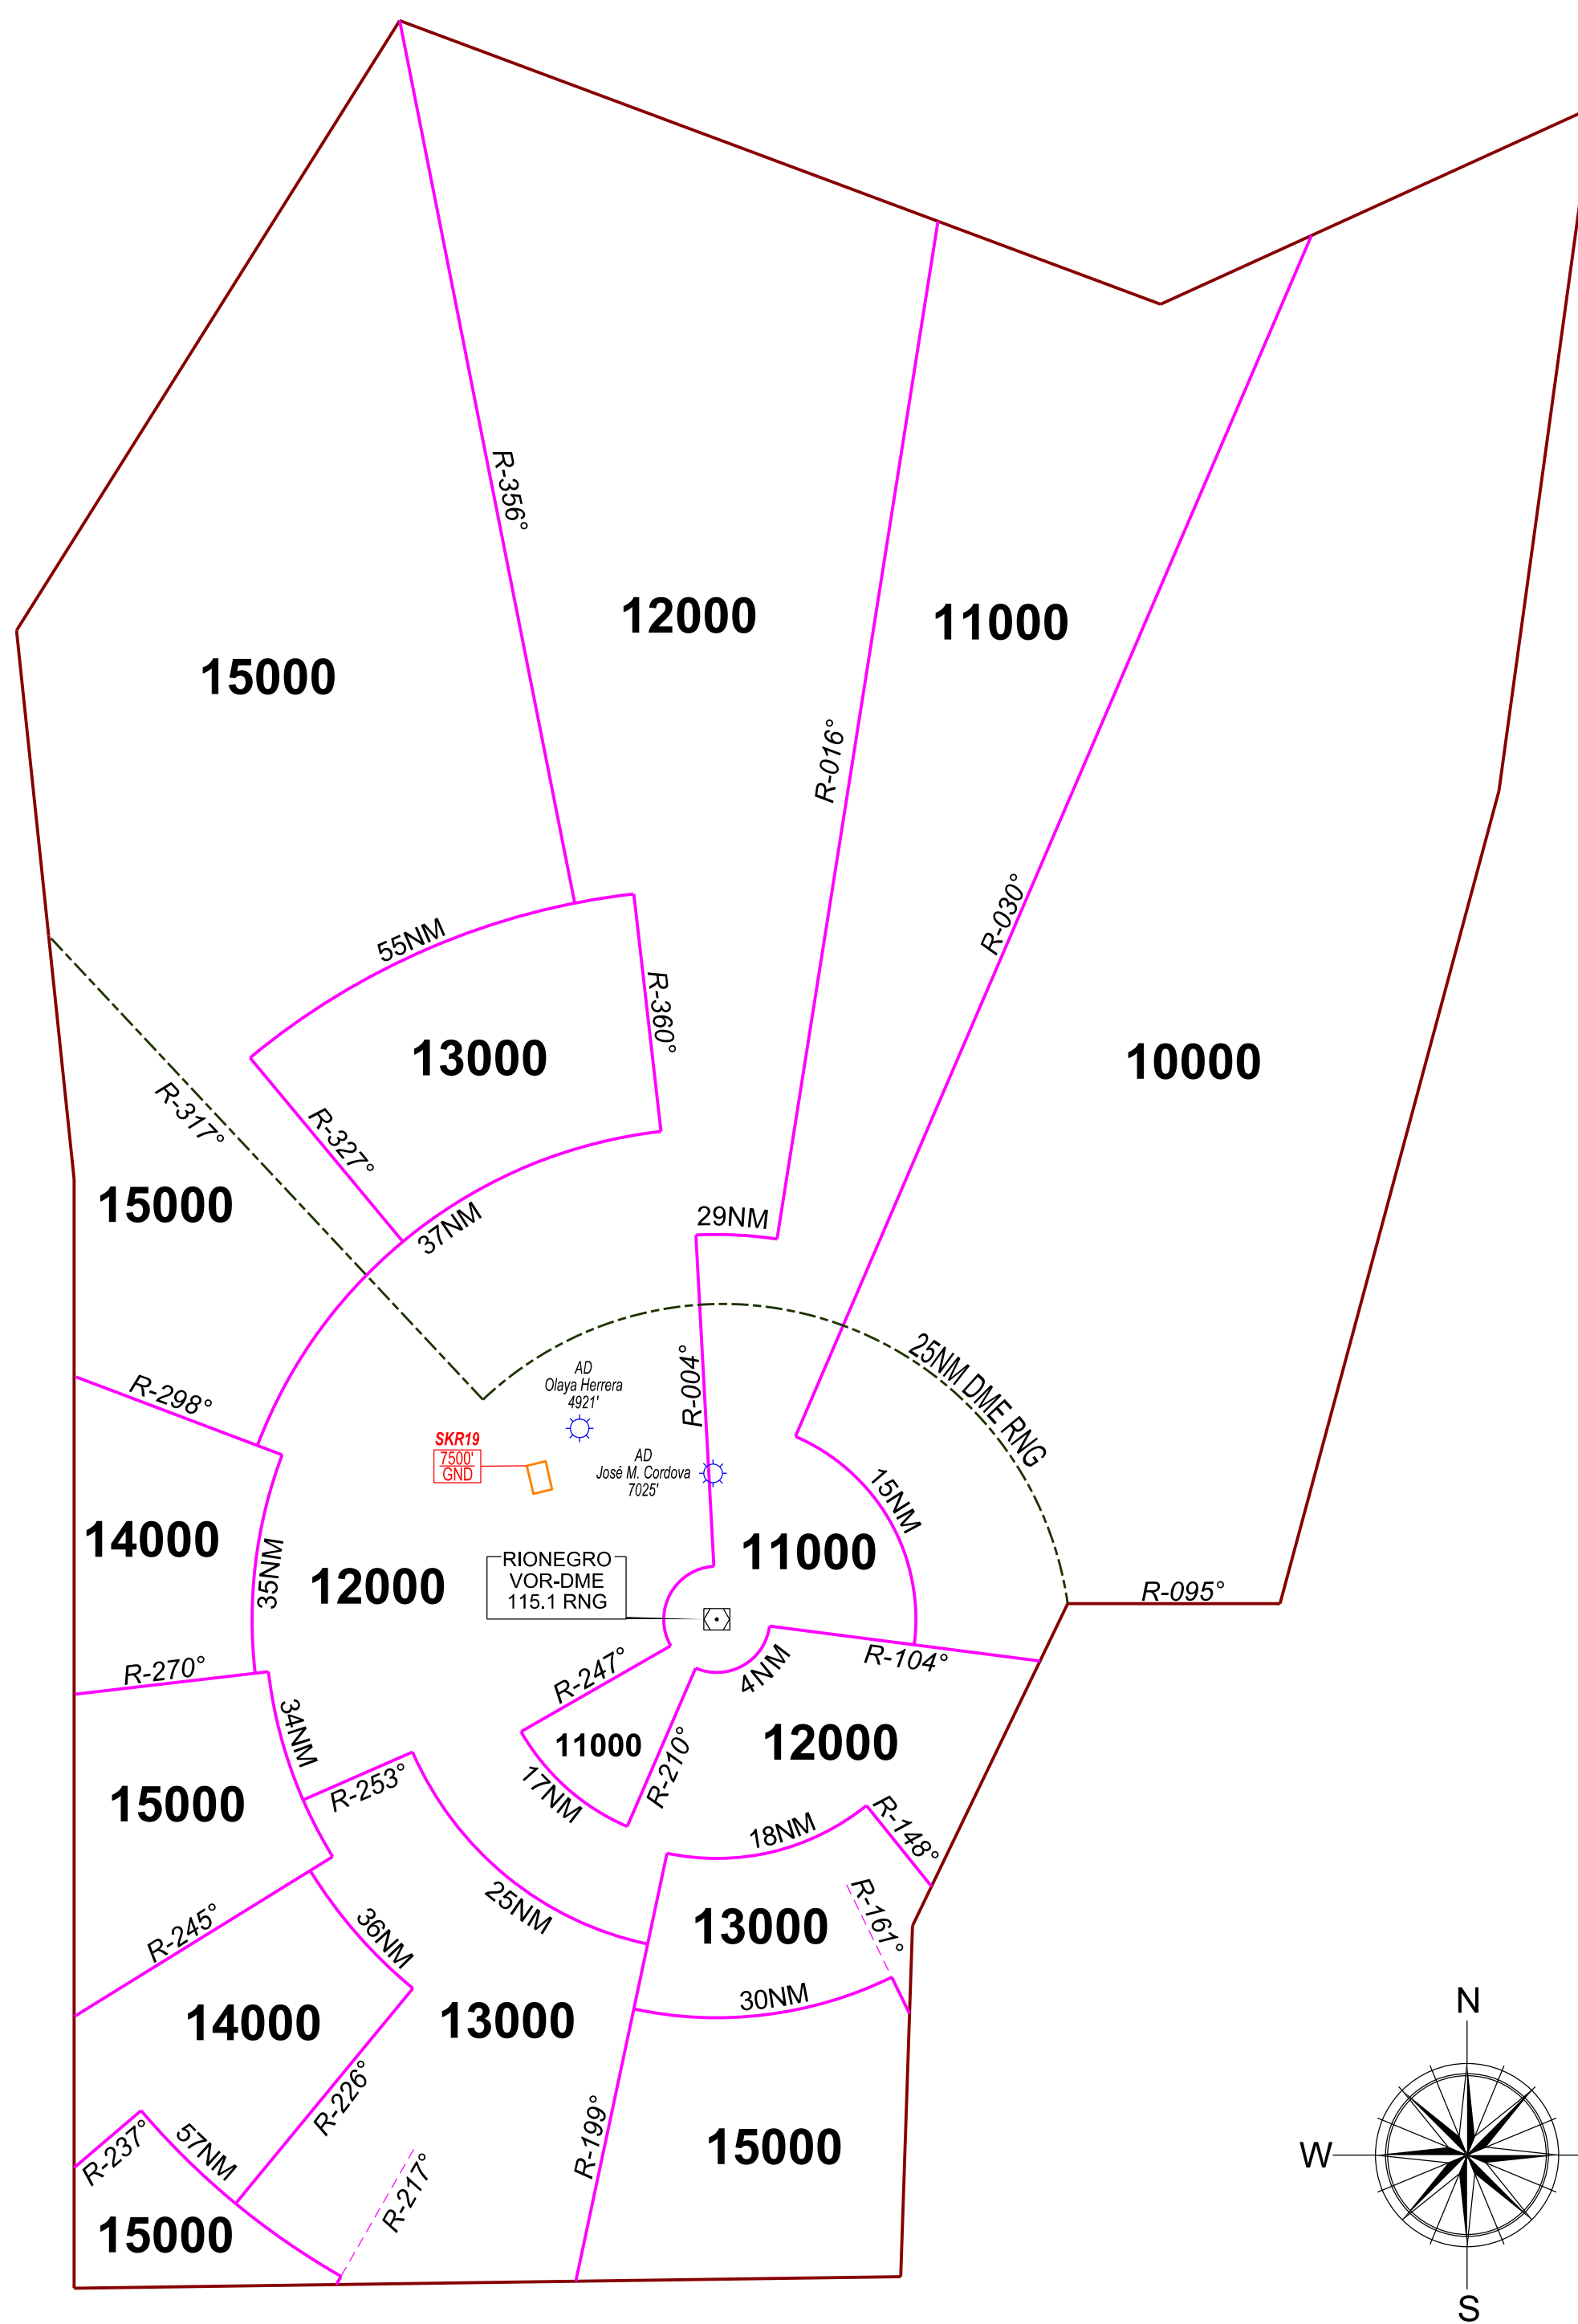 R-356°
12000
11000
15000
R-016°
R-030°
55NM
R-360°
13000
10000
R-317°
R-327°
15000
37NM
29NM
R-004°
25NM DME RNG
AD
Olaya Herrera
4921'
R-298°
SKR19
7500'
GND
AD
José M. Cordova
7025'
15NM
14000
35NM
12000
11000
RIONEGRO
VOR-DME
115.1 RNG
R-095°
R-270°
R-247°
4NM
R-104°
34NM
11000
12000
R-210°
R-253°
17NM
15000
18NM
R-148°
25NM
R-245°
36NM
13000
R-161°
30NM
14000
13000
N
R-226°
R-237°
57NM
R-217°
R-199°
15000
W
15000
S